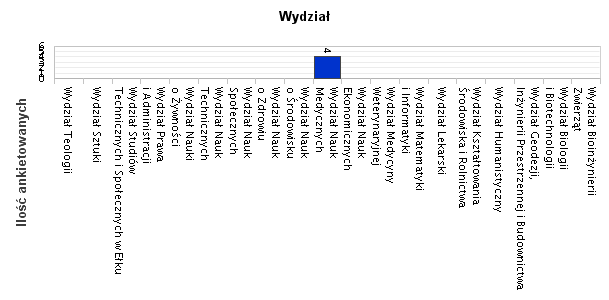 Wydział
4
Ilość ankietowanych
Wydział Teologii
Wydział Sztuki
Wydział Studiów
Technicznych i Społecznych w Ełku
Wydział Prawa
i Administracji
Wydział Nauki
o Żywności
Wydział Nauk
Technicznych
Wydział Nauk
Społecznych
Wydział Nauk
o Zdrowiu
Wydział Nauk
o Środowisku
Wydział Nauk
Medycznych
Wydział Nauk
Ekonomicznych
Wydział Medycyny
Weterynaryjnej
Wydział Matematyki
i Informatyki
Wydział Lekarski
Wydział Kształtowania
Środowiska i Rolnictwa
Wydział Humanistyczny
Wydział Geodezji,
Inżynierii Przestrzennej i Budownictwa
Wydział Biologii
i Biotechnologii
Wydział Bioinżynierii
Zwierząt